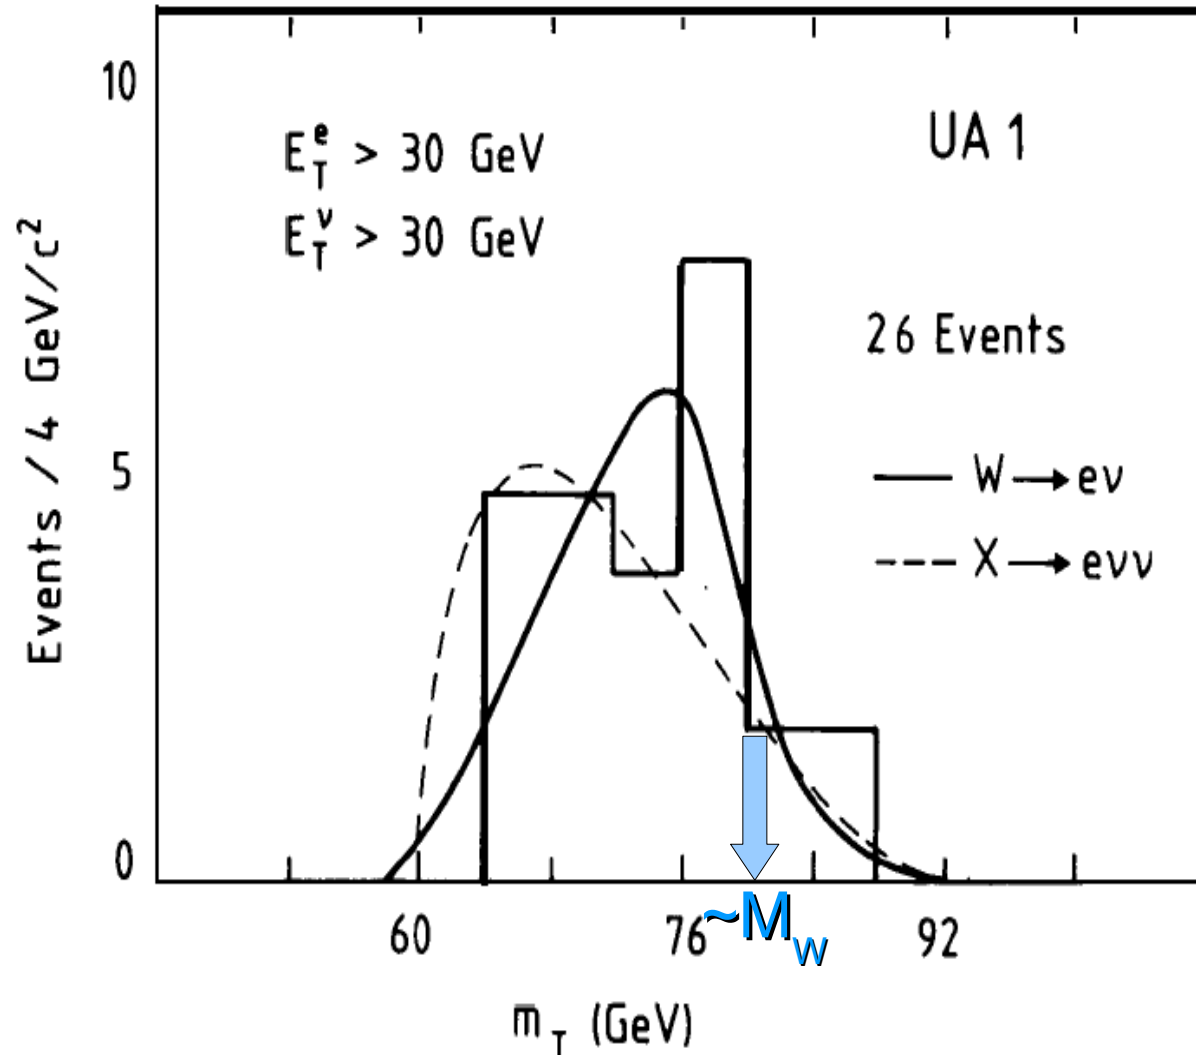 10
UA 1
E_T^e > 30 GeV
E_T^ν > 30 GeV
26 Events
5
W → eν
X → eνν
0
60 76 92
~M_W
m_T (GeV)
Events / 4 GeV/c²